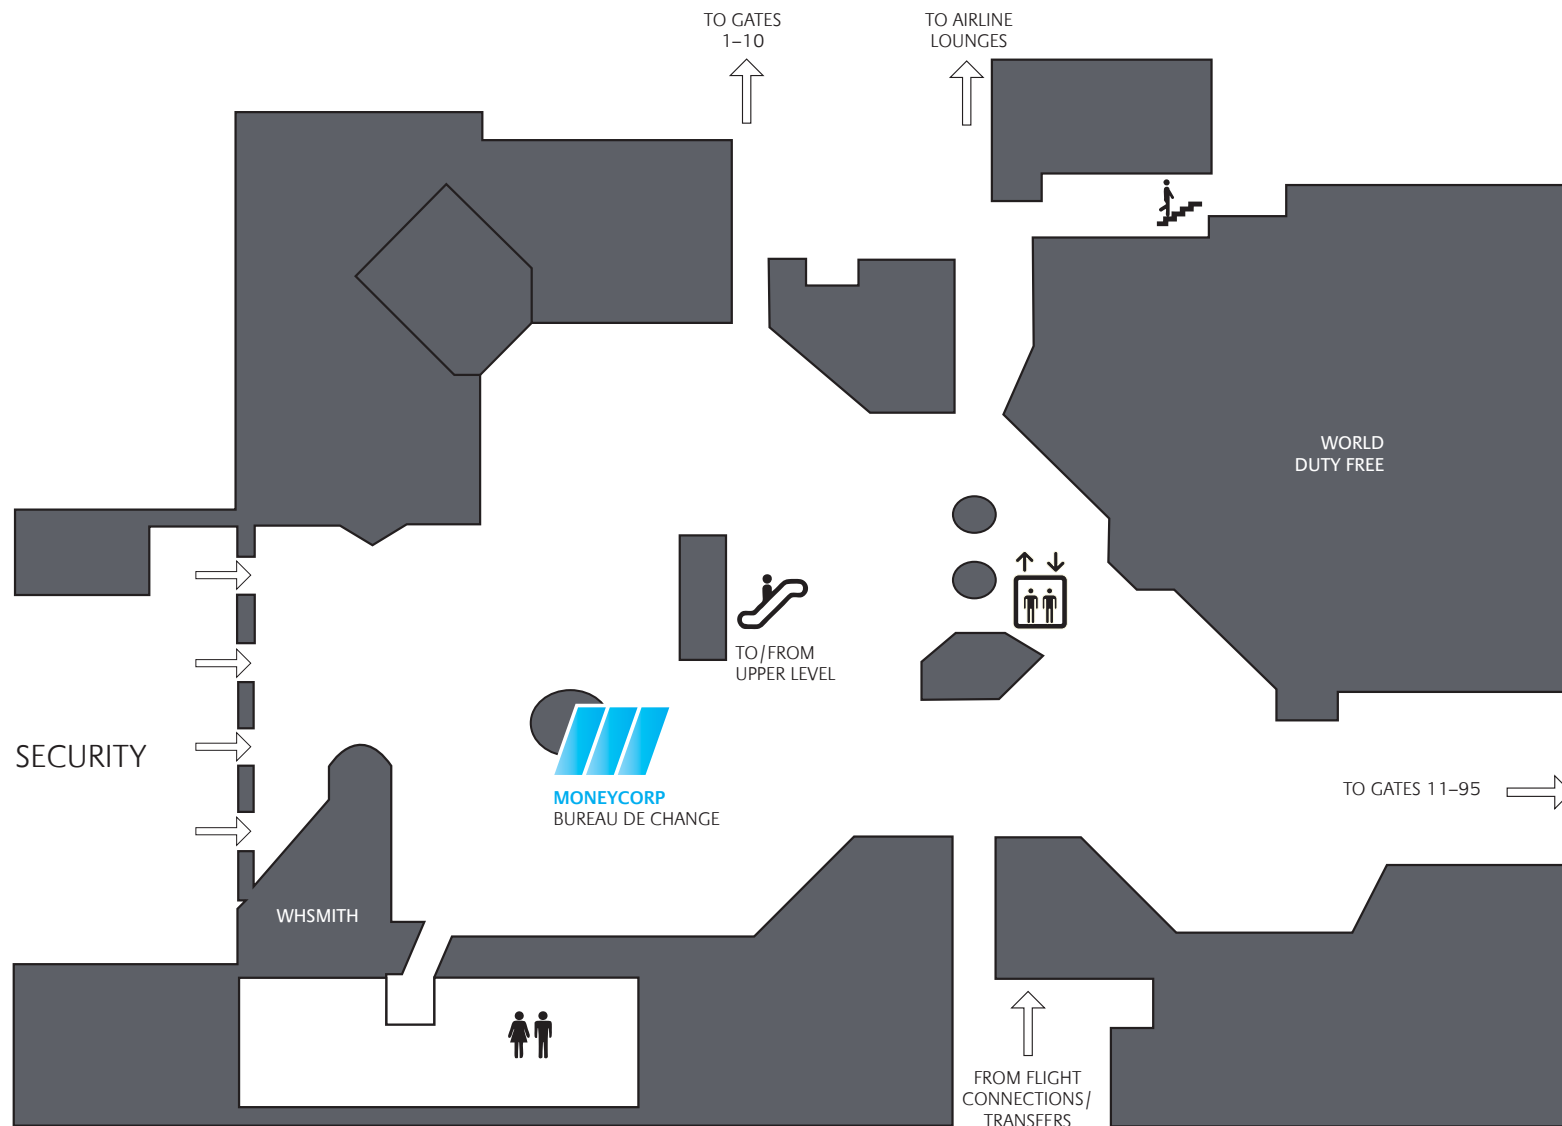 TO GATES
1–10
TO AIRLINE
LOUNGES
WORLD
DUTY FREE
TO/FROM
UPPER LEVEL
SECURITY
MONEYCORP
BUREAU DE CHANGE
TO GATES 11–95
WHSMITH
FROM FLIGHT
CONNECTIONS/
TRANSFERS